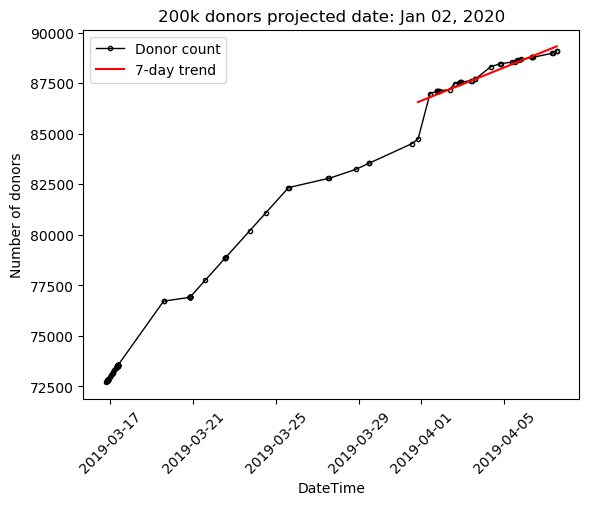 200k donors projected date: Jan 02, 2020
Donor count
7-day trend
Number of donors
90000
87500
85000
82500
80000
77500
75000
72500
2019-03-17
2019-03-21
2019-03-25
2019-03-29
2019-04-01
2019-04-05
DateTime